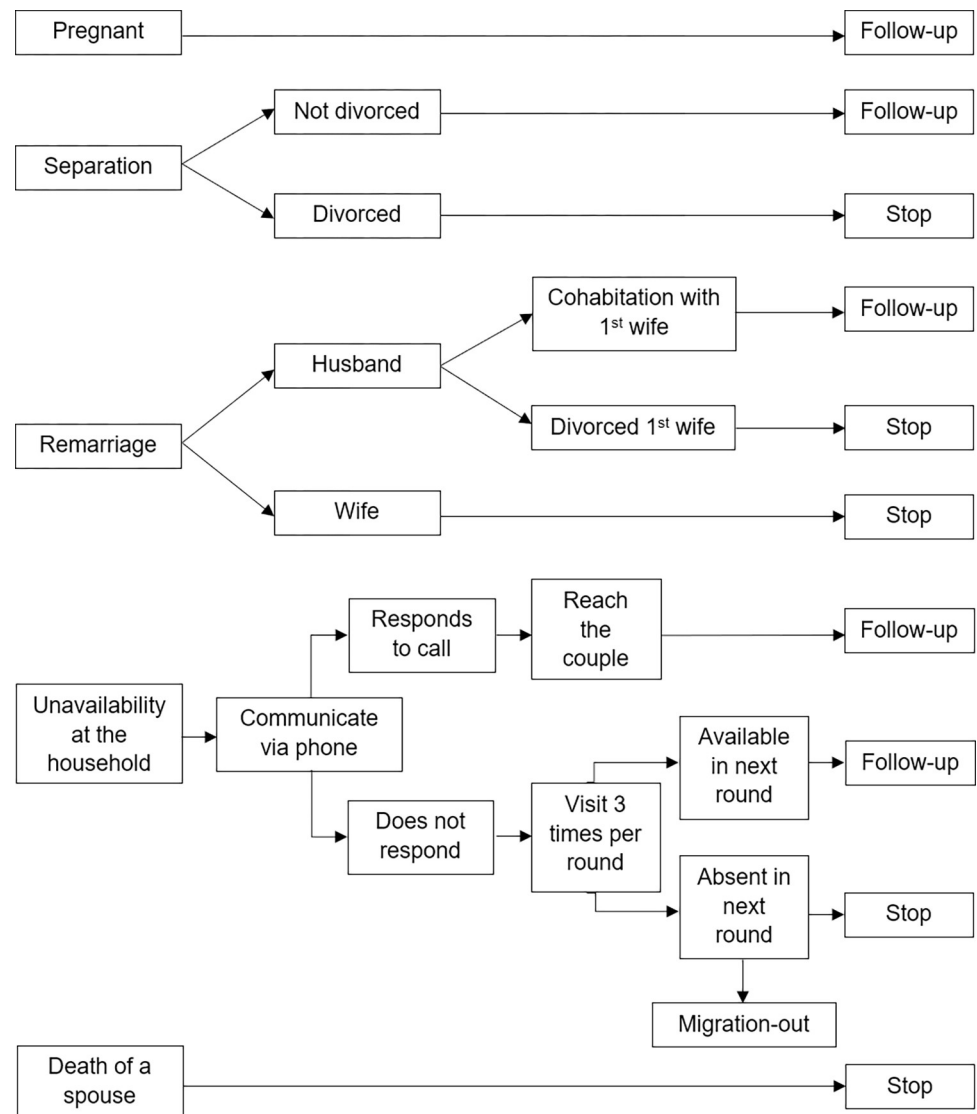 Pregnant
Follow-up
Not divorced
Follow-up
Separation
Divorced
Stop
Cohabitation with
1st wife
Follow-up
Husband
Remarriage
Divorced 1st wife
Stop
Wife
Stop
Responds
to call
Reach
the
couple
Follow-up
Unavailability
at the
household
Communicate
via phone
Available
in next
round
Follow-up
Does not
respond
Visit 3
times per
round
Absent in
next
round
Stop
Migration-out
Death of a
spouse
Stop